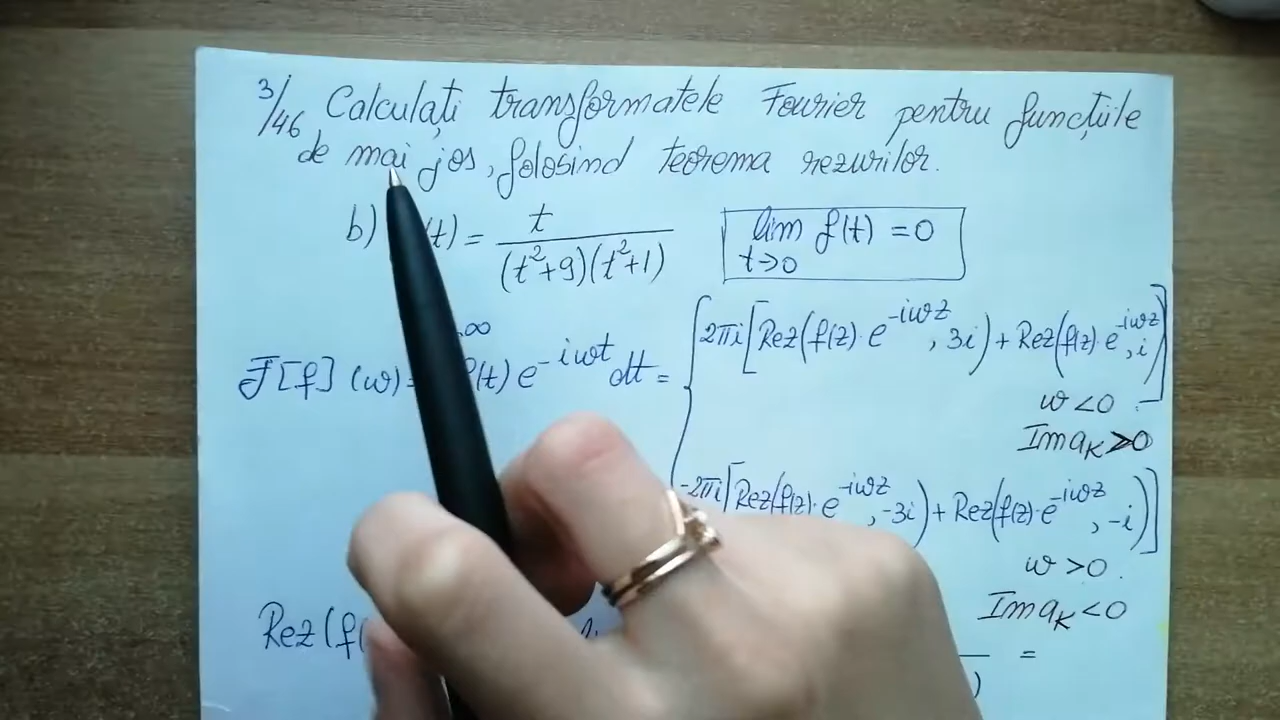 3/46 Calculați transformatele Fourier pentru funcțiile
de mai jos, folosind teorema rezurilor.
b) (t) = t / (t²+9)(t²+1) lim f(t) = 0
t→0
∞
F[f](ω) = (t) e^-iωt dt = { 2πi[Rez(f(z)·e^-iωz, 3i) + Rez(f(z)·e^-iωz, i)]
ω<0
Im a_K > 0
-2πi[Rez(f(z)·e^-iωz, -3i) + Rez(f(z)·e^-iωz, -i)]
ω>0.
Im a_K < 0
Rez(f( ) =